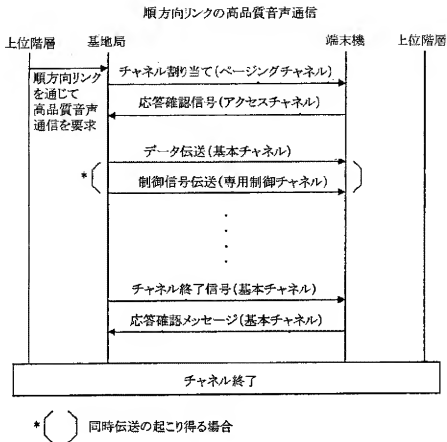 順方向リンクの高品質音声通信
上位階層 基地局 端末機 上位階層
順方向リンク
を通じて
高品質音声
通信を要求
チャネル割り当て(ページングチャネル)
応答確認信号(アクセスチャネル)
データ伝送(基本チャネル)
*
制御信号伝送(専用制御チャネル)
チャネル終了信号(基本チャネル)
応答確認メッセージ(基本チャネル)
チャネル終了
*( ) 同時伝送の起こり得る場合